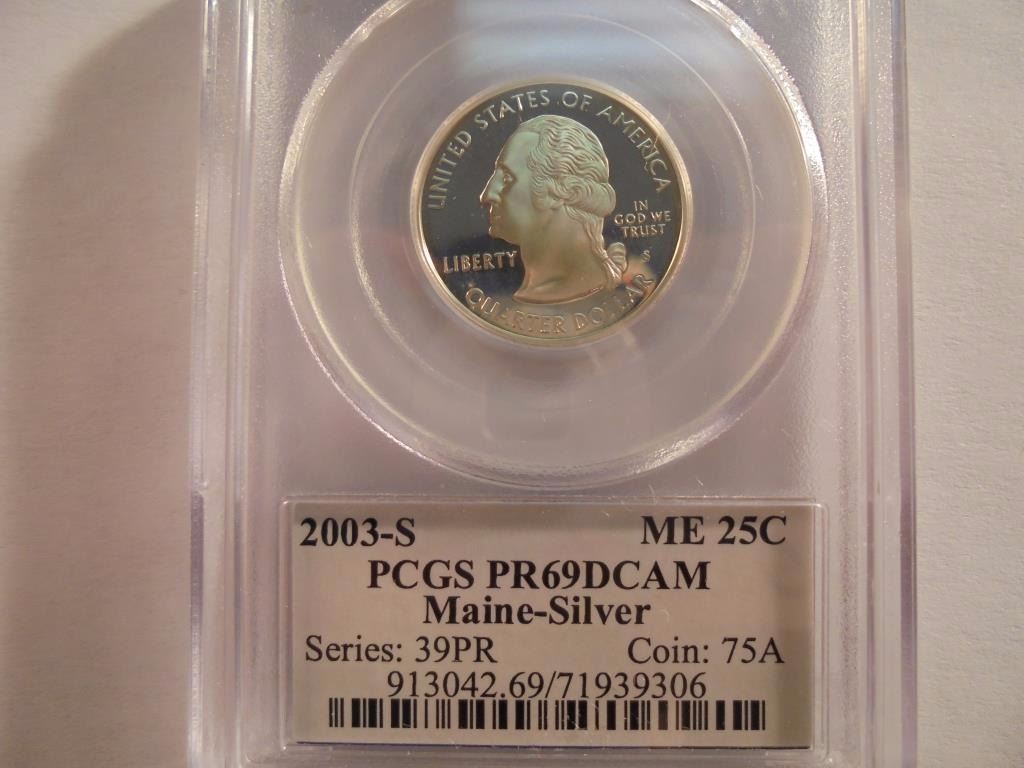 UNITED STATES OF AMERICA
IN
GOD WE
TRUST
LIBERTY
S
QUARTER DOLLAR
2003-S ME 25C
PCGS PR69DCAM
Maine-Silver
Series: 39PR Coin: 75A
913042.69/71939306